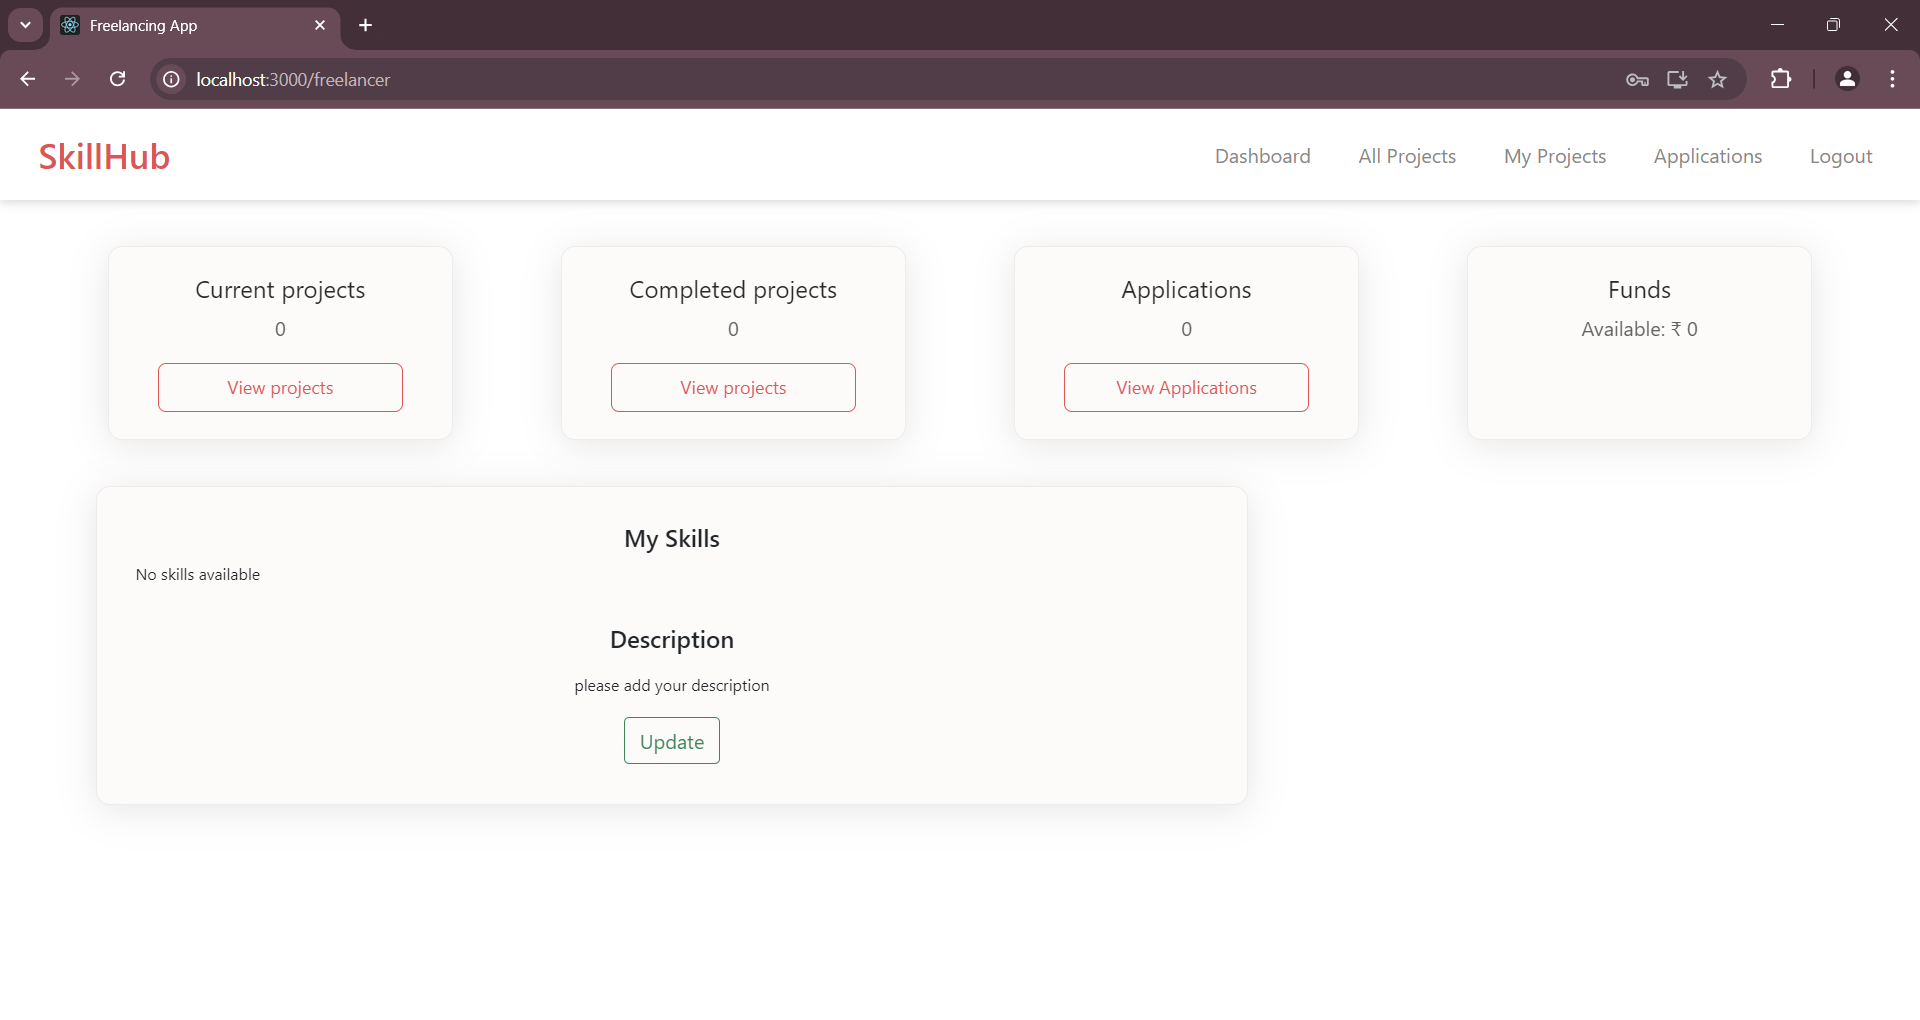 Freelancing App
localhost:3000/freelancer
SkillHub
Dashboard All Projects My Projects Applications Logout
Current projects
0
View projects
Completed projects
0
View projects
Applications
0
View Applications
Funds
Available: ₹ 0
My Skills
No skills available
Description
please add your description
Update